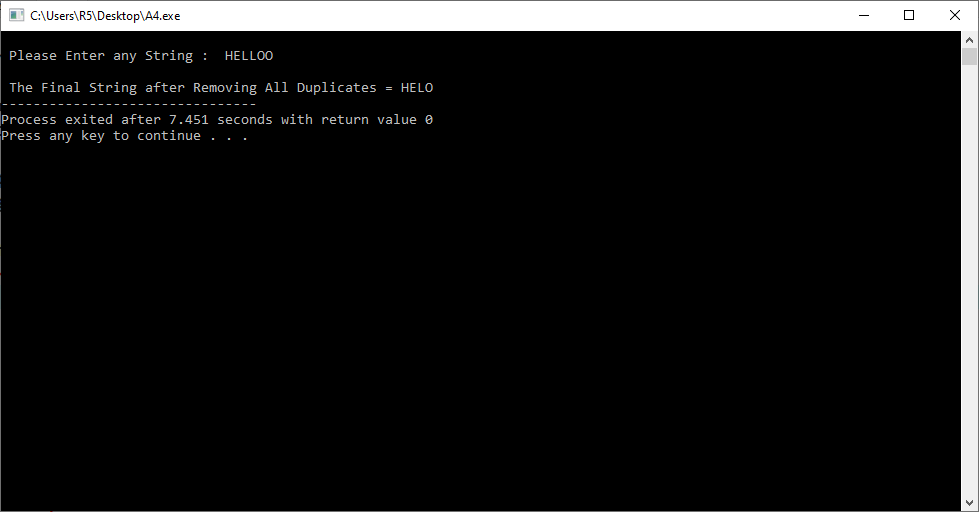 C:\Users\R5\Desktop\A4.exe
Please Enter any String :  HELLOO
The Final String after Removing All Duplicates = HELO
--------------------------------
Process exited after 7.451 seconds with return value 0
Press any key to continue . . .